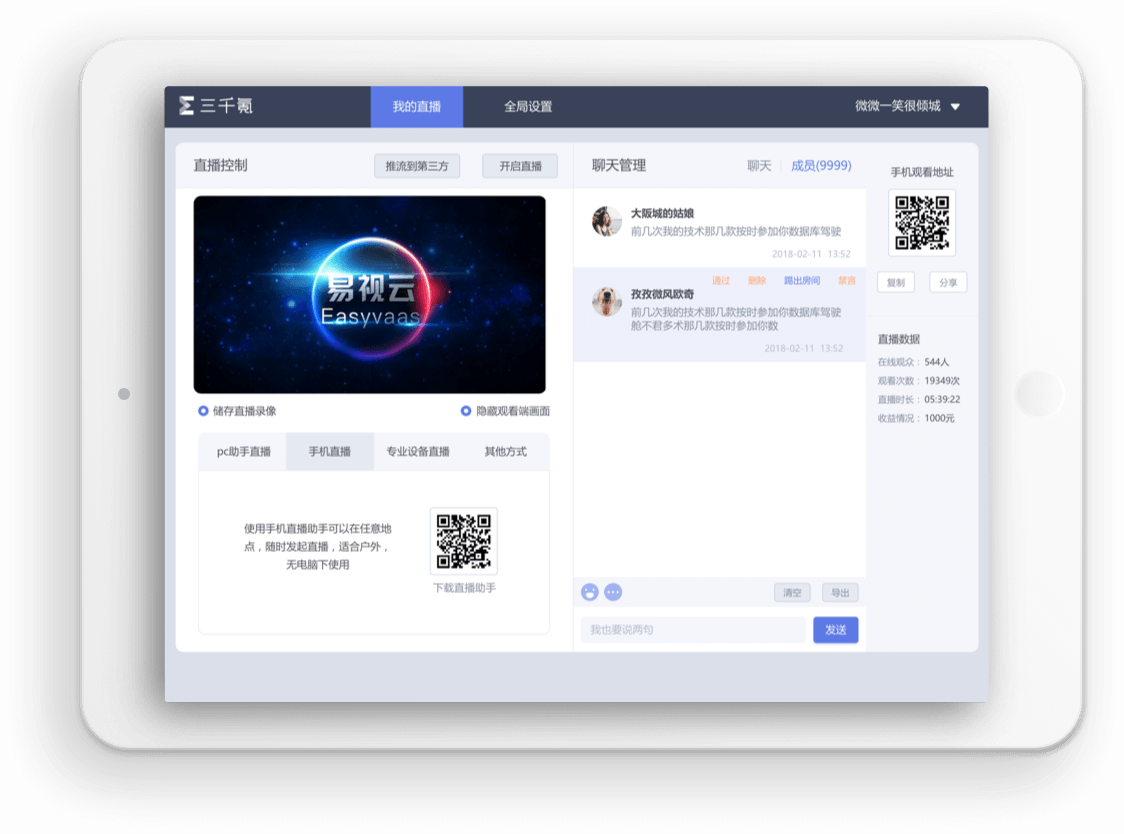 三千氪
我的直播
全局设置
微微一笑很倾城
直播控制
推流到第三方
开启直播
易视云
Easyvaas
储存直播录像
隐藏观看端画面
pc助手直播
手机直播
专业设备直播
其他方式
使用手机直播助手可以在任意地
点，随时发起直播，适合户外，
无电脑下使用
下载直播助手
聊天管理
聊天
成员(9999)
大阪城的姑娘
前几次我的技术那几款按时参加你数据库驾驶
2018-02-11 13:52
通过
删除
踢出房间
禁言
孜孜微风欧奇
前几次我的技术那几款按时参加你数据库驾驶
舱不君多术那几款按时参加你数
2018-02-11 13:52
清空
导出
我也要说两句
发送
手机观看地址
复制
分享
直播数据
在线观众：544人
观看次数：19349次
直播时长：05:39:22
收益情况：1000元